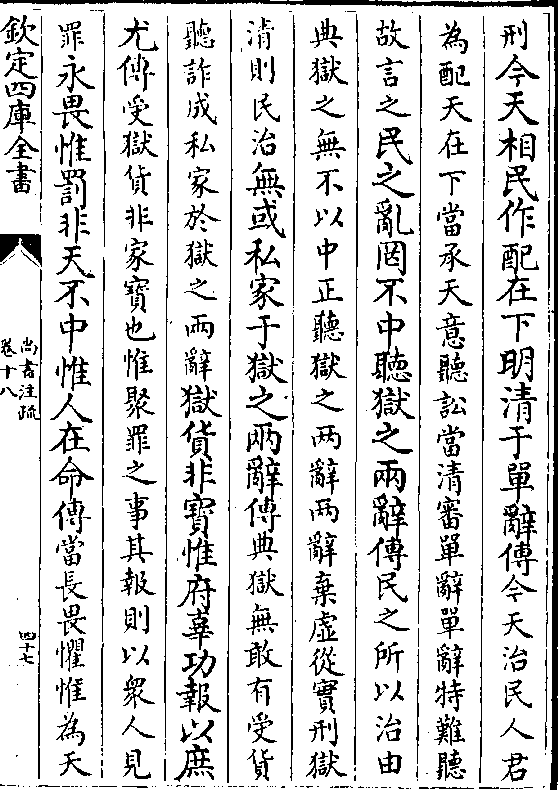 刑今天相民作配在下明清于單辭傳今天治民人君
為配天在下當承天意聽訟當清審單辭單辭特難聽
故言之民之亂罔不中聽獄之兩辭傳民之所以治由
典獄之無不以中正聽獄之兩辭兩辭棄虛從實刑獄
清則民治無或私家于獄之兩辭傳典獄無敢有受貨
聽詐成私家於獄之兩辭獄貨非寶惟府辜功報以庶
尤傳受獄貨非家寶也惟聚罪之事其報則以衆人見
罪永畏惟罰非天不中惟人在命傳當長畏懼惟為天
欽定四庫全書
尚書注疏
卷十八
四十七